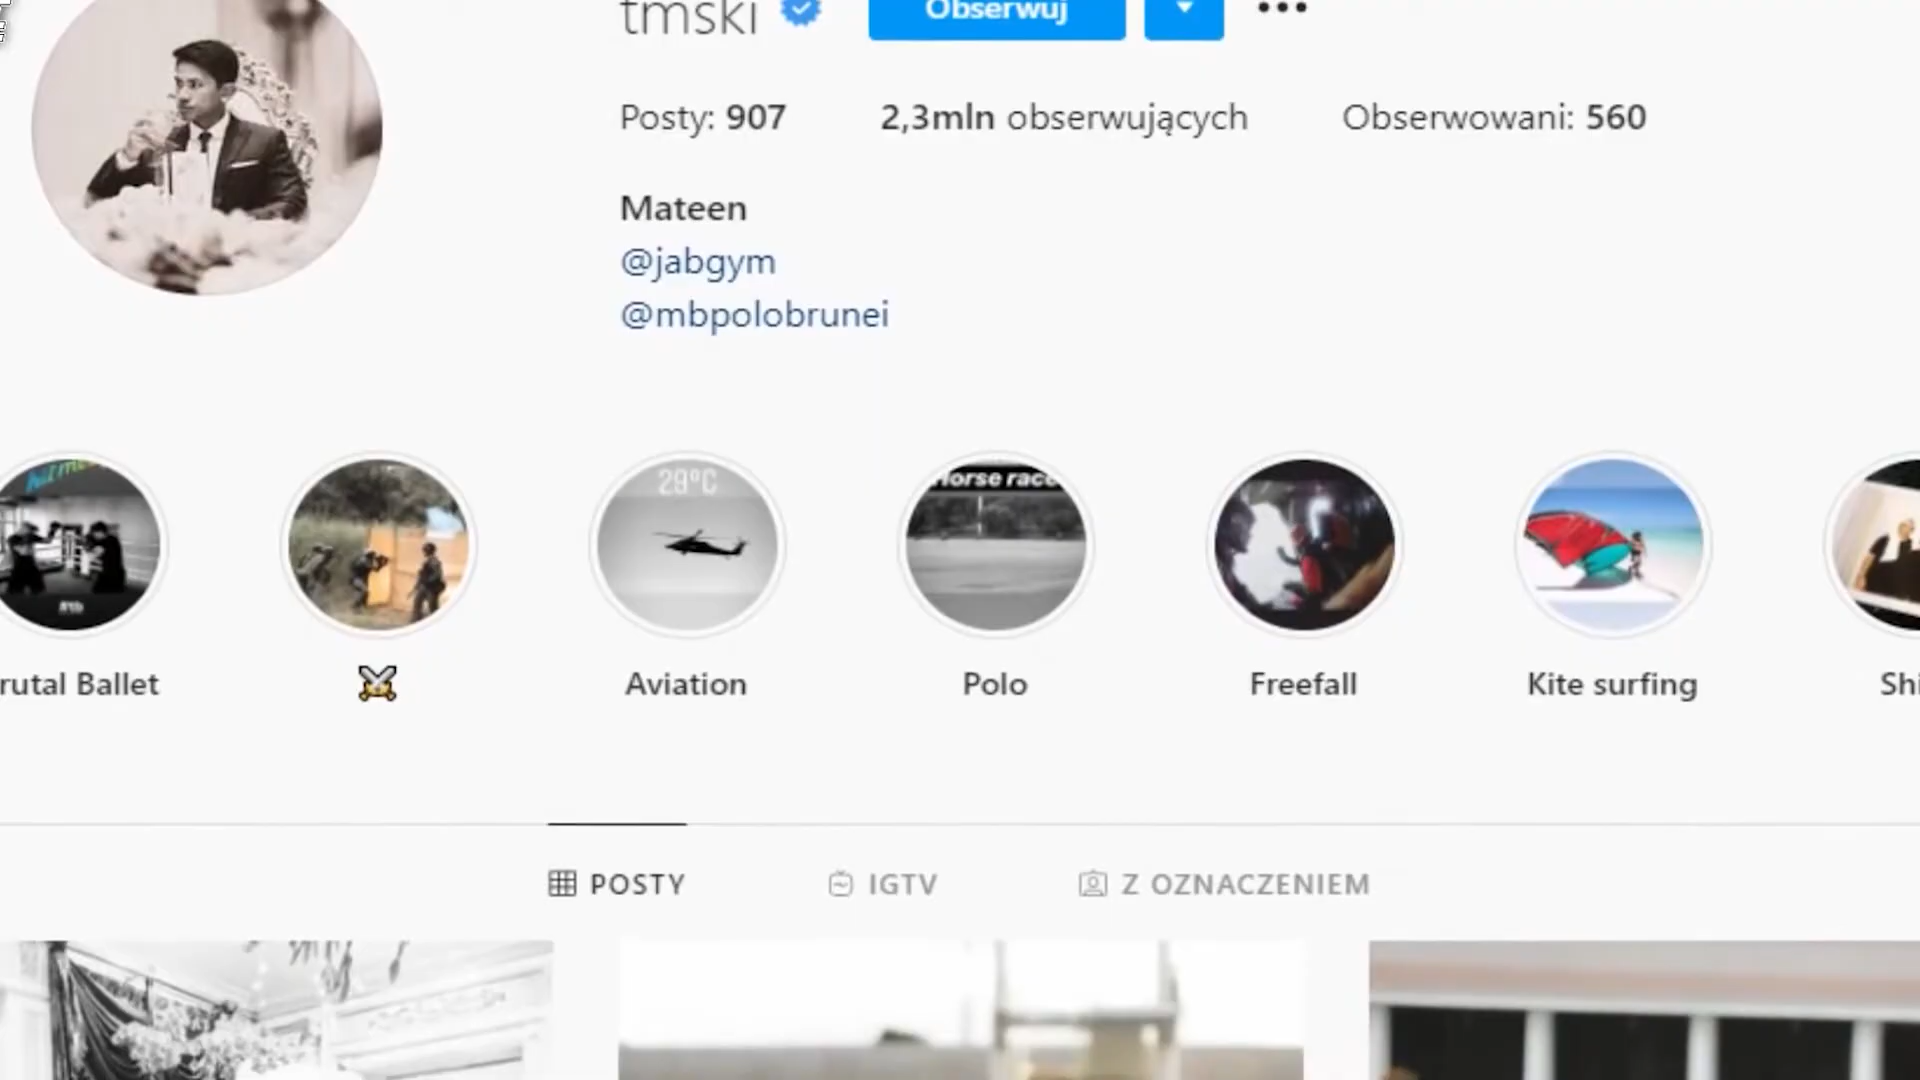 tmski Obserwuj
Posty: 907 2,3mln obserwujących Obserwowani: 560
Mateen
@jabgym
@mbpolobrunei
29°C
Horse race
rutal Ballet Aviation Polo Freefall Kite surfing Shi
POSTY IGTV Z OZNACZENIEM